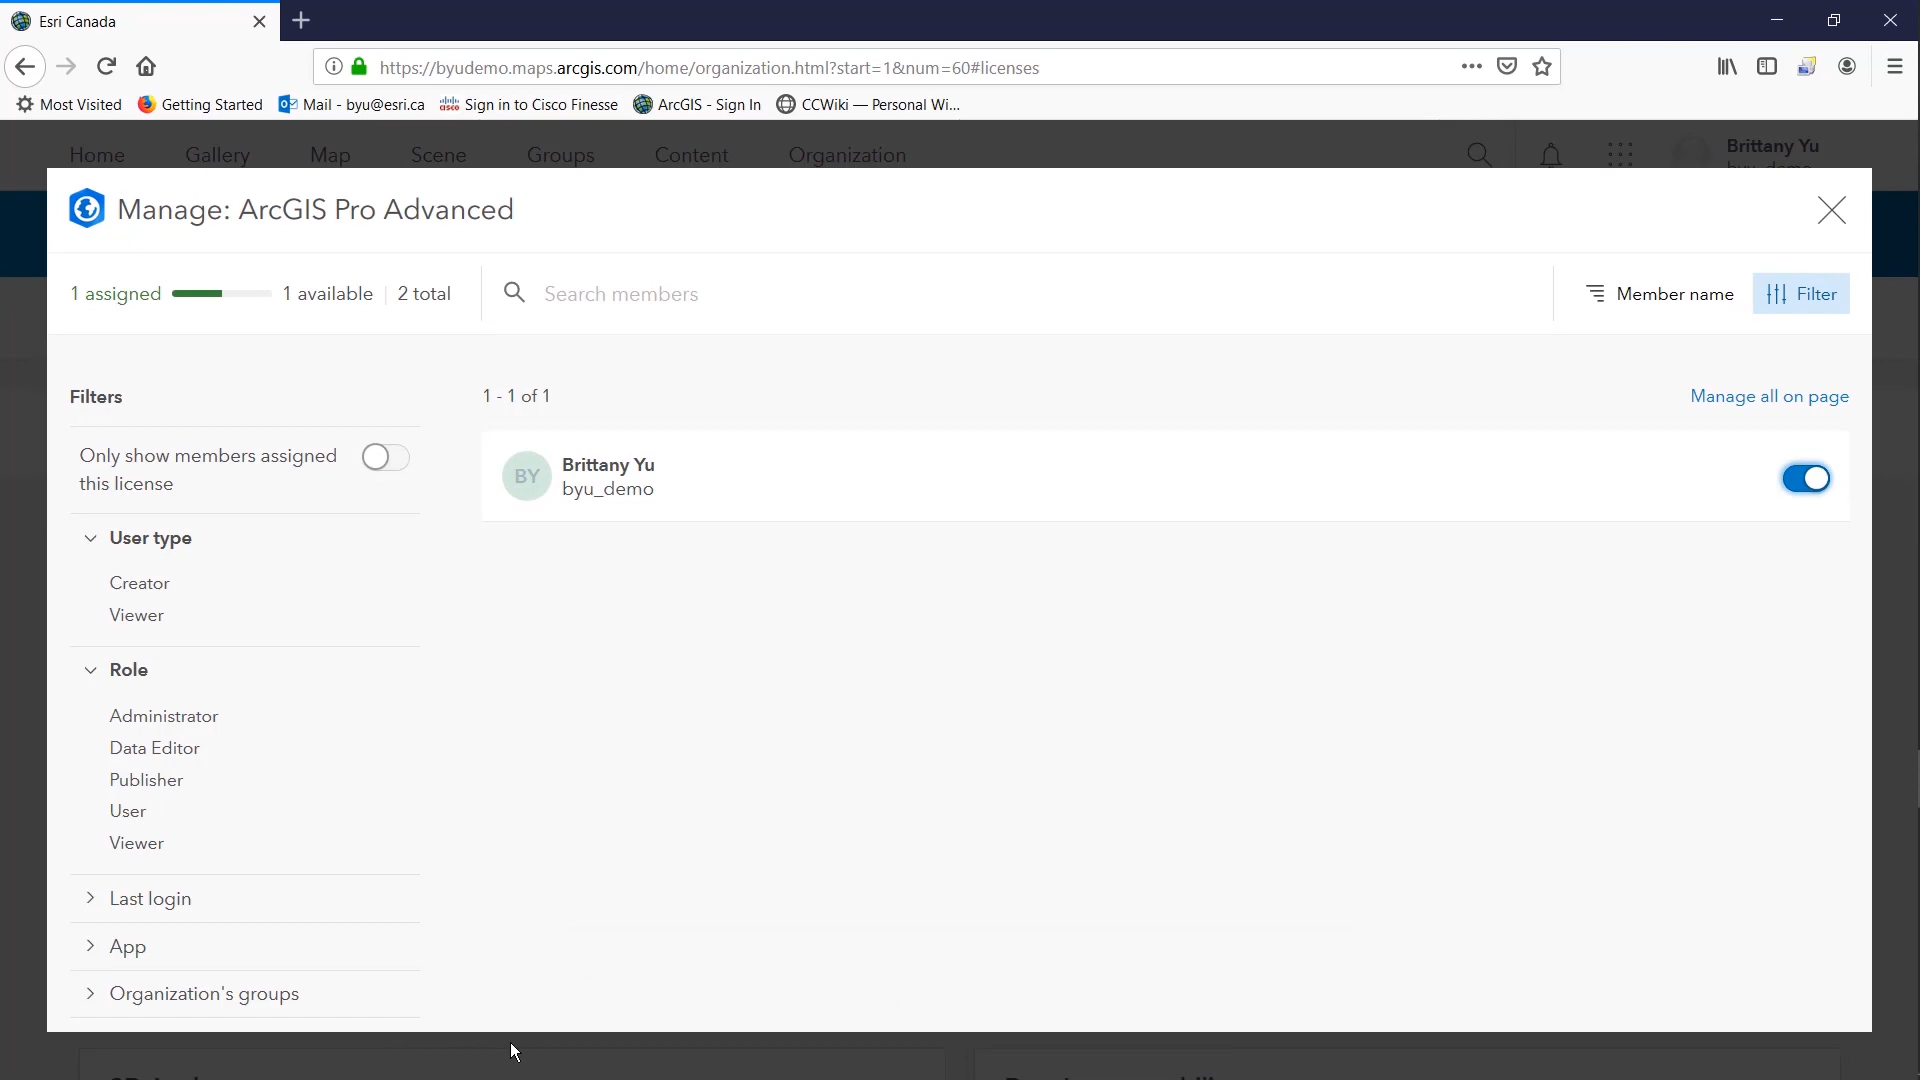 Esri Canada
https://byudemo.maps.arcgis.com/home/organization.html?start=1&num=60#licenses
Most Visited
Getting Started
Mail - byu@esri.ca
Sign in to Cisco Finesse
ArcGIS - Sign In
CCWiki — Personal Wi...
Home
Gallery
Map
Scene
Groups
Content
Organization
Brittany Yu
Manage: ArcGIS Pro Advanced
1 assigned
1 available
2 total
Search members
Member name
Filter
Filters
1 - 1 of 1
Manage all on page
Only show members assigned
this license
BY
Brittany Yu
byu_demo
User type
Creator
Viewer
Role
Administrator
Data Editor
Publisher
User
Viewer
Last login
App
Organization's groups